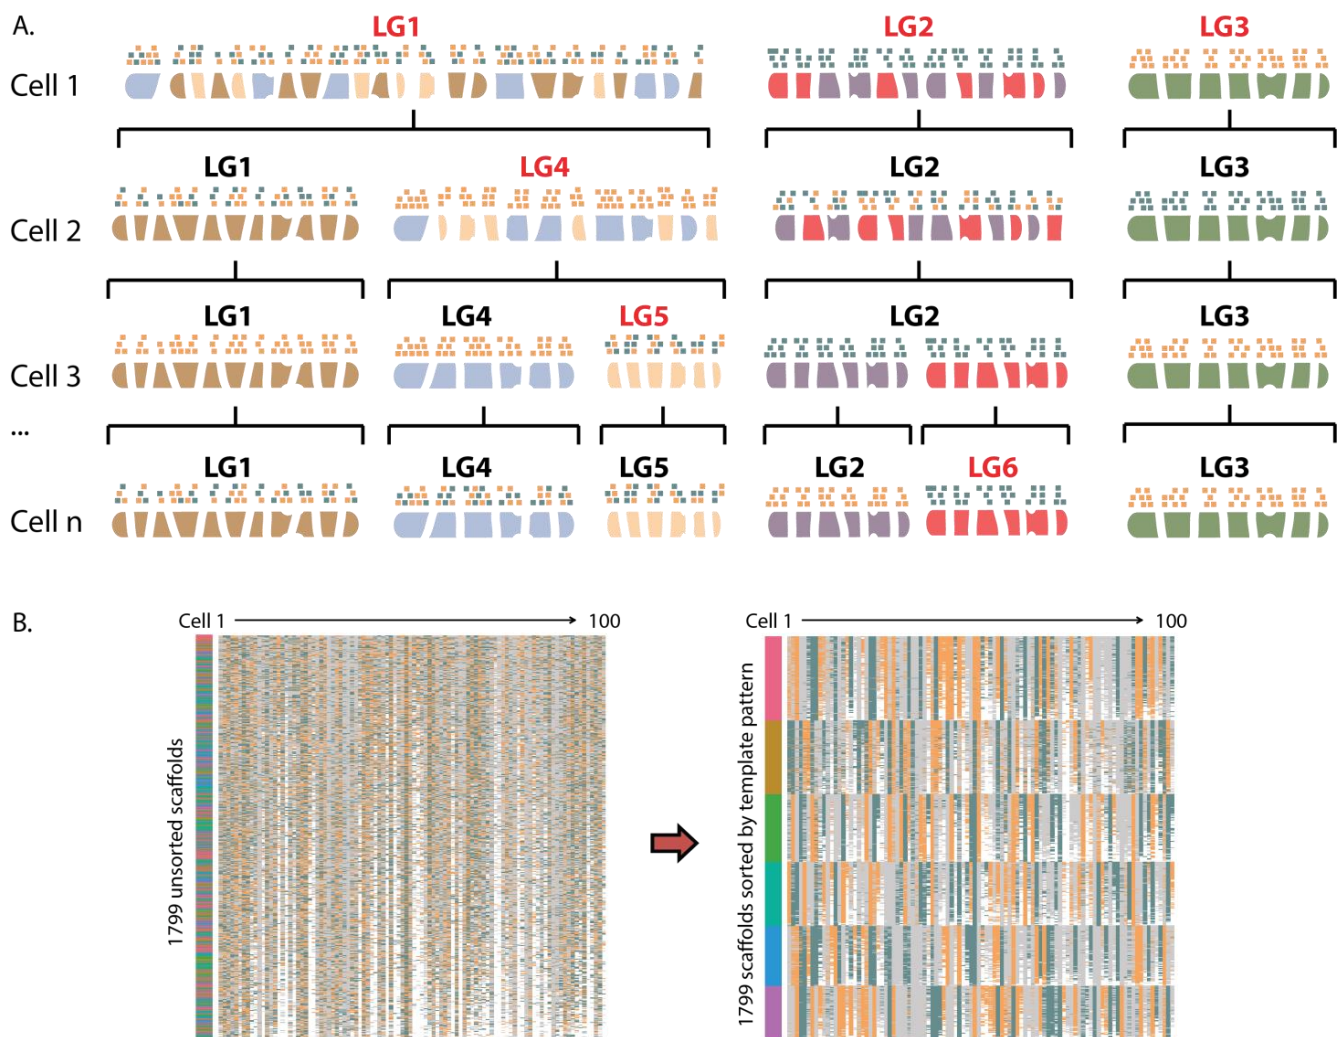 A.
LG1 LG2 LG3
Cell 1
LG1 LG4 LG2 LG3
Cell 2
LG1 LG4 LG5 LG2 LG3
Cell 3
...
LG1 LG4 LG5 LG2 LG6 LG3
Cell n
B.
Cell 1 100
1799 unsorted scaffolds
Cell 1 100
1799 scaffolds sorted by template pattern